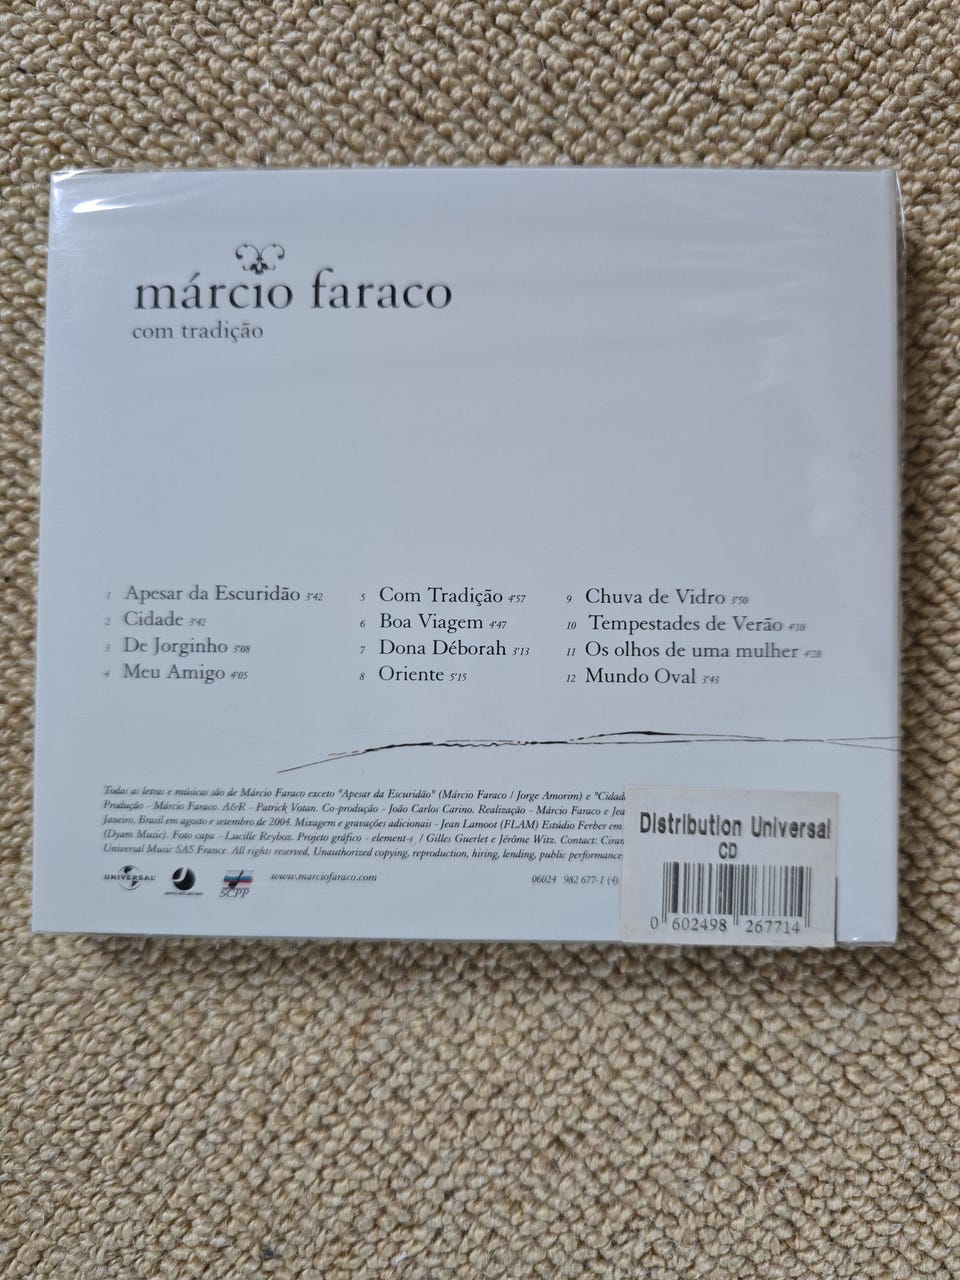 márcio faraco
com tradição
1 Apesar da Escuridão 3'42
2 Cidade 3'42
3 De Jorginho 3'08
4 Meu Amigo 4'05
5 Com Tradição 4'57
6 Boa Viagem 4'47
7 Dona Déborah 3'13
8 Oriente 5'15
9 Chuva de Vidro 3'50
10 Tempestades de Verão 4'10
11 Os olhos de uma mulher 4'28
12 Mundo Oval 3'43
Todas as letras e músicas são de Márcio Faraco exceto "Apesar da Escuridão" (Márcio Faraco / Jorge Amorim) e "Cidad
Produção - Márcio Faraco. A&R - Patrick Votan. Co-produção - João Carlos Carino. Realização - Márcio Faraco e Jea
Janeiro, Brasil em agosto e setembro de 2004. Mixagem e gravações adicionais - Jean Lamoot (FLAM) Estúdio Ferber em
(Dyam Music). Foto capa - Lucille Reyboz. Projeto gráfico - element-s / Gilles Guerlet e Jérôme Witz. Contact: Ciran
Universal Music SAS France. All rights reserved, Unauthorized copying, reproduction, hiring, lending, public performance
UNIVERSAL
SCPP
www.marciofaraco.com
06024 982 677-1 (4)
Distribution Universal
CD
0 602498 267714